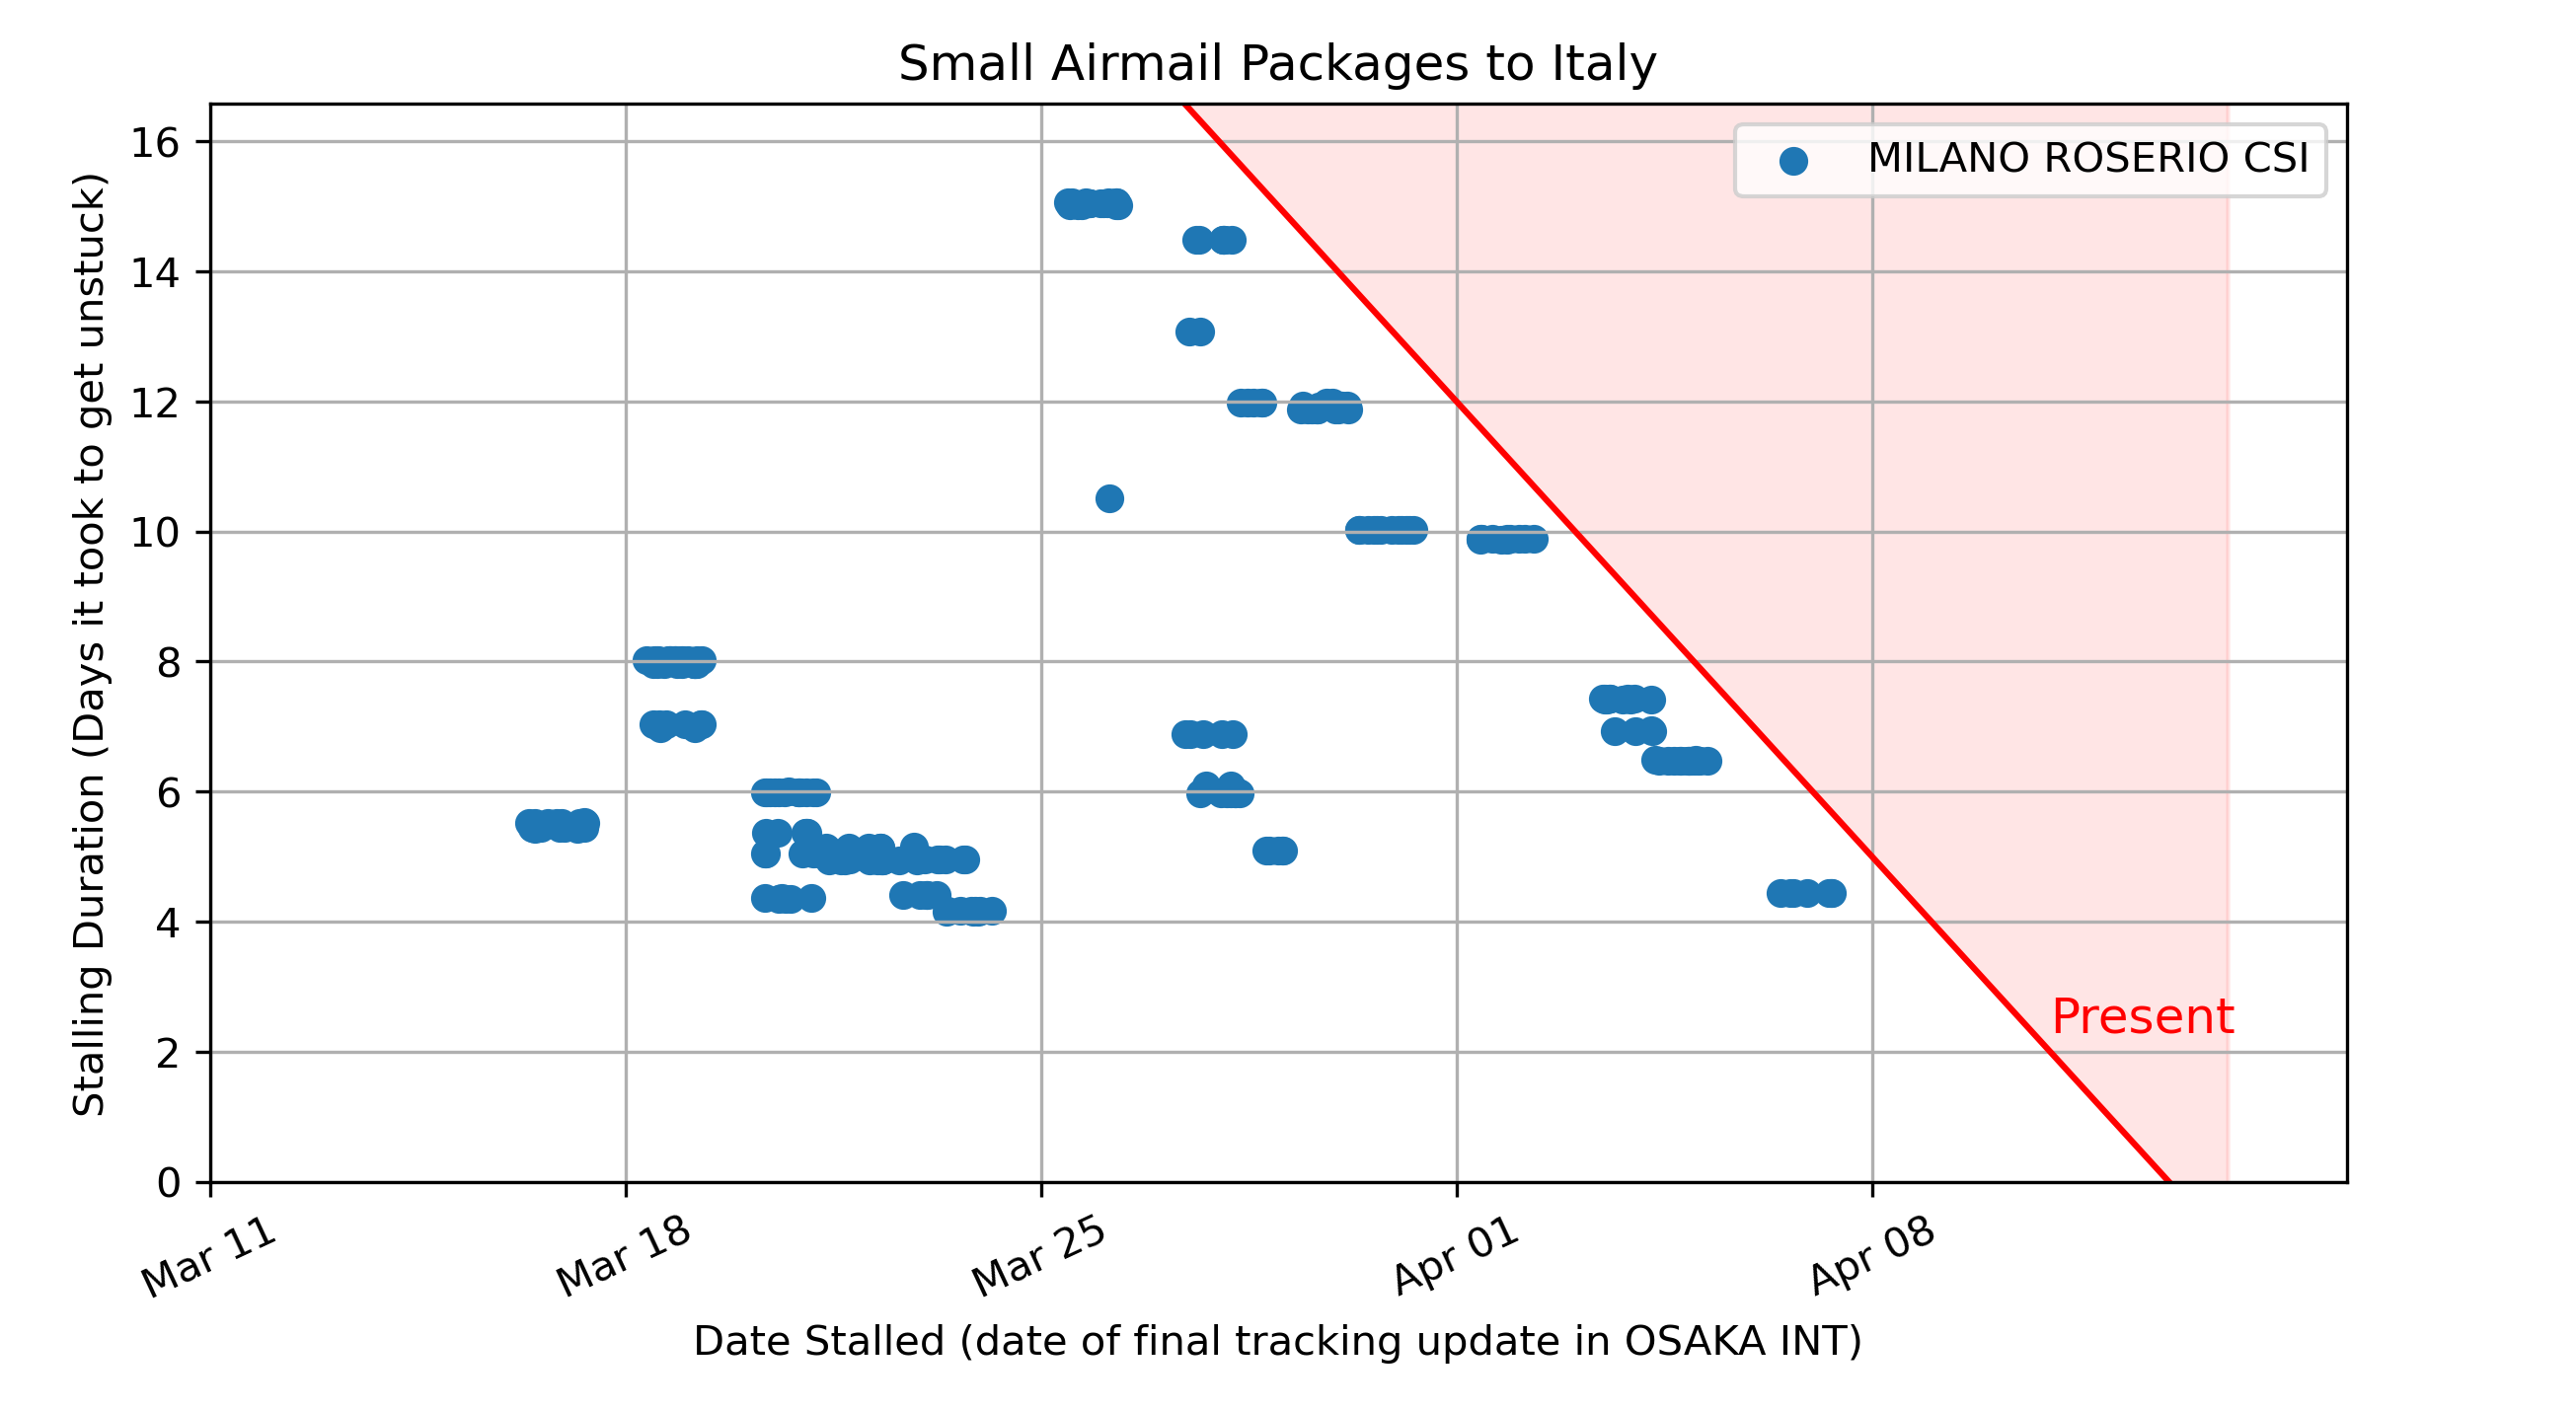 Small Airmail Packages to Italy
MILANO ROSERIO CSI
Stalling Duration (Days it took to get unstuck)
16
14
12
10
8
6
4
2
0
Present
Mar 11
Mar 18
Mar 25
Apr 01
Apr 08
Date Stalled (date of final tracking update in OSAKA INT)